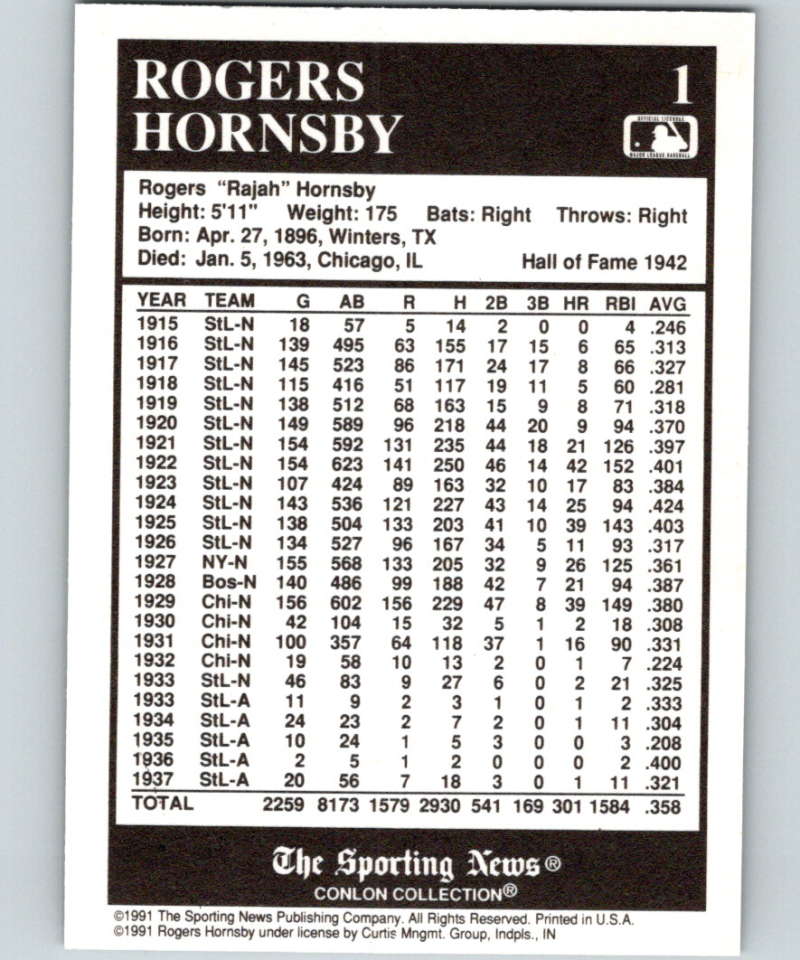 ROGERS
HORNSBY
1
OFFICIAL LICENSEE
MAJOR LEAGUE BASEBALL
Rogers "Rajah" Hornsby
Height: 5'11" Weight: 175 Bats: Right Throws: Right
Born: Apr. 27, 1896, Winters, TX
Died: Jan. 5, 1963, Chicago, IL Hall of Fame 1942
YEAR TEAM G AB R H 2B 3B HR RBI AVG
1915 StL-N 18 57 5 14 2 0 0 4 .246
1916 StL-N 139 495 63 155 17 15 6 65 .313
1917 StL-N 145 523 86 171 24 17 8 66 .327
1918 StL-N 115 416 51 117 19 11 5 60 .281
1919 StL-N 138 512 68 163 15 9 8 71 .318
1920 StL-N 149 589 96 218 44 20 9 94 .370
1921 StL-N 154 592 131 235 44 18 21 126 .397
1922 StL-N 154 623 141 250 46 14 42 152 .401
1923 StL-N 107 424 89 163 32 10 17 83 .384
1924 StL-N 143 536 121 227 43 14 25 94 .424
1925 StL-N 138 504 133 203 41 10 39 143 .403
1926 StL-N 134 527 96 167 34 5 11 93 .317
1927 NY-N 155 568 133 205 32 9 26 125 .361
1928 Bos-N 140 486 99 188 42 7 21 94 .387
1929 Chi-N 156 602 156 229 47 8 39 149 .380
1930 Chi-N 42 104 15 32 5 1 2 18 .308
1931 Chi-N 100 357 64 118 37 1 16 90 .331
1932 Chi-N 19 58 10 13 2 0 1 7 .224
1933 StL-N 46 83 9 27 6 0 2 21 .325
1933 StL-A 11 9 2 3 1 0 1 2 .333
1934 StL-A 24 23 2 7 2 0 1 11 .304
1935 StL-A 10 24 1 5 3 0 0 3 .208
1936 StL-A 2 5 1 2 0 0 0 2 .400
1937 StL-A 20 56 7 18 3 0 1 11 .321
TOTAL 2259 8173 1579 2930 541 169 301 1584 .358
The Sporting News®
CONLON COLLECTION®
©1991 The Sporting News Publishing Company. All Rights Reserved. Printed in U.S.A.
©1991 Rogers Hornsby under license by Curtis Mngmt. Group, Indpls., IN